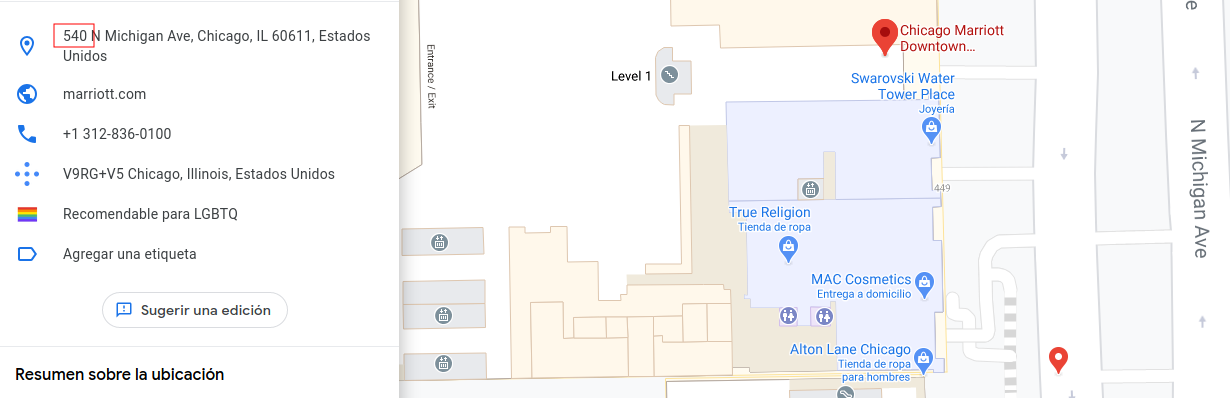 540 N Michigan Ave, Chicago, IL 60611, Estados
Unidos
marriott.com
+1 312-836-0100
V9RG+V5 Chicago, Illinois, Estados Unidos
Recomendable para LGBTQ
Agregar una etiqueta
Sugerir una edición
Resumen sobre la ubicación
Entrance / Exit
Level 1
Chicago Marriott
Downtown...
Swarovski Water
Tower Place
Joyería
449
True Religion
Tienda de ropa
MAC Cosmetics
Entrega a domicilio
Alton Lane Chicago
Tienda de ropa
para hombres
e
N Michigan Ave